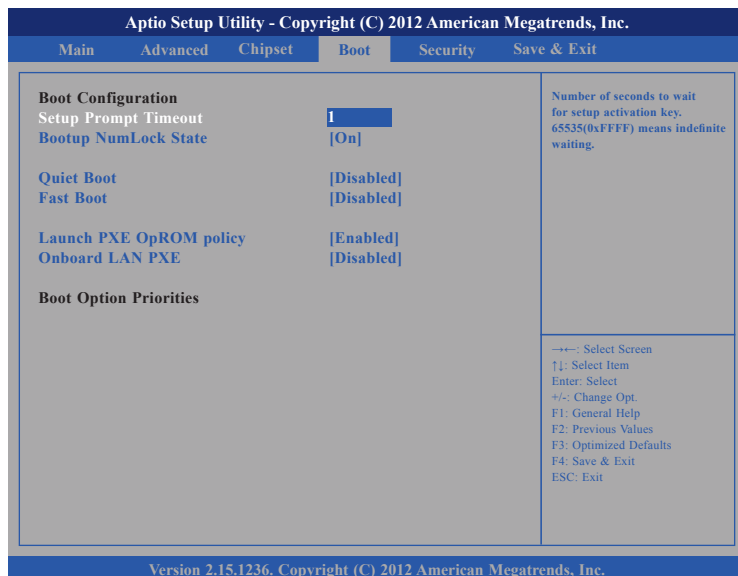 Aptio Setup Utility - Copyright (C) 2012 American Megatrends, Inc.
Main Advanced Chipset Boot Security Save & Exit
Boot Configuration
Setup Prompt Timeout 1
Bootup NumLock State [On]
Quiet Boot [Disabled]
Fast Boot [Disabled]
Launch PXE OpROM policy [Enabled]
Onboard LAN PXE [Disabled]
Boot Option Priorities
Number of seconds to wait
for setup activation key.
65535(0xFFFF) means indefinite
waiting.
→←: Select Screen
↑↓: Select Item
Enter: Select
+/-: Change Opt.
F1: General Help
F2: Previous Values
F3: Optimized Defaults
F4: Save & Exit
ESC: Exit
Version 2.15.1236. Copyright (C) 2012 American Megatrends, Inc.